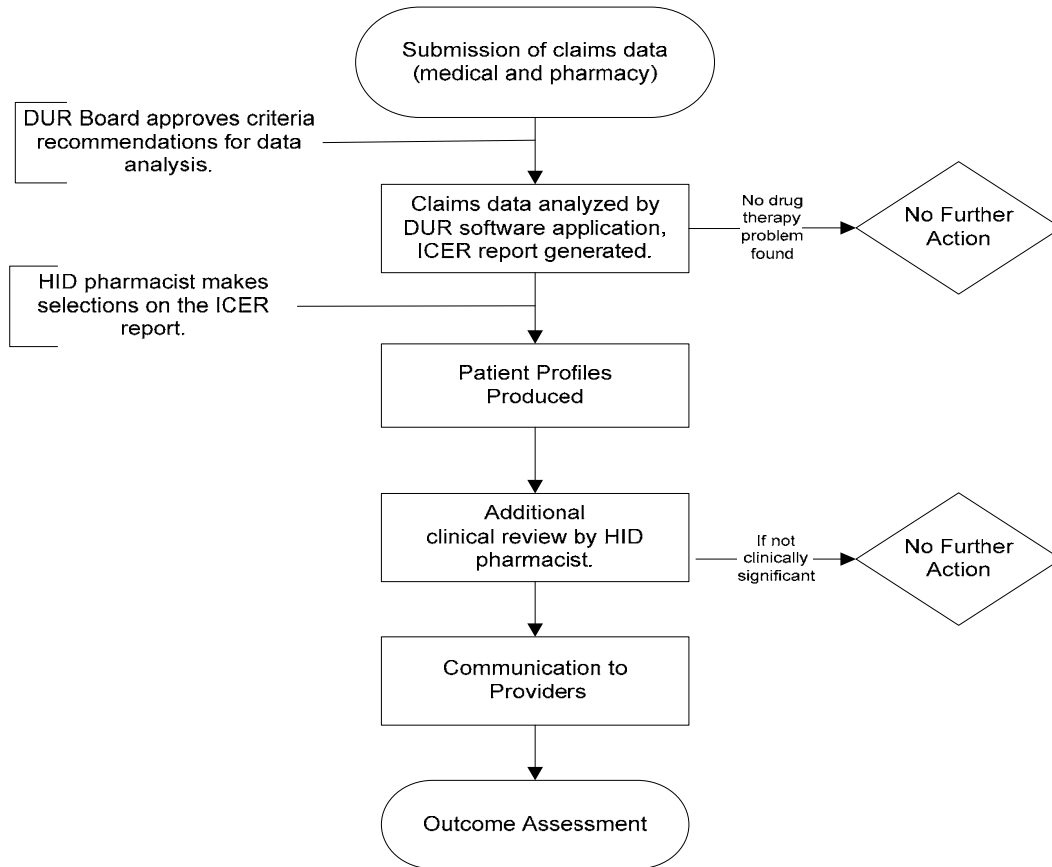 Submission of claims data
(medical and pharmacy)
DUR Board approves criteria
recommendations for data
analysis.
Claims data analyzed by
DUR software application,
ICER report generated.
No drug
therapy
problem
found
No Further
Action
HID pharmacist makes
selections on the ICER
report.
Patient Profiles
Produced
Additional
clinical review by HID
pharmacist.
If not
clinically
significant
No Further
Action
Communication to
Providers
Outcome Assessment